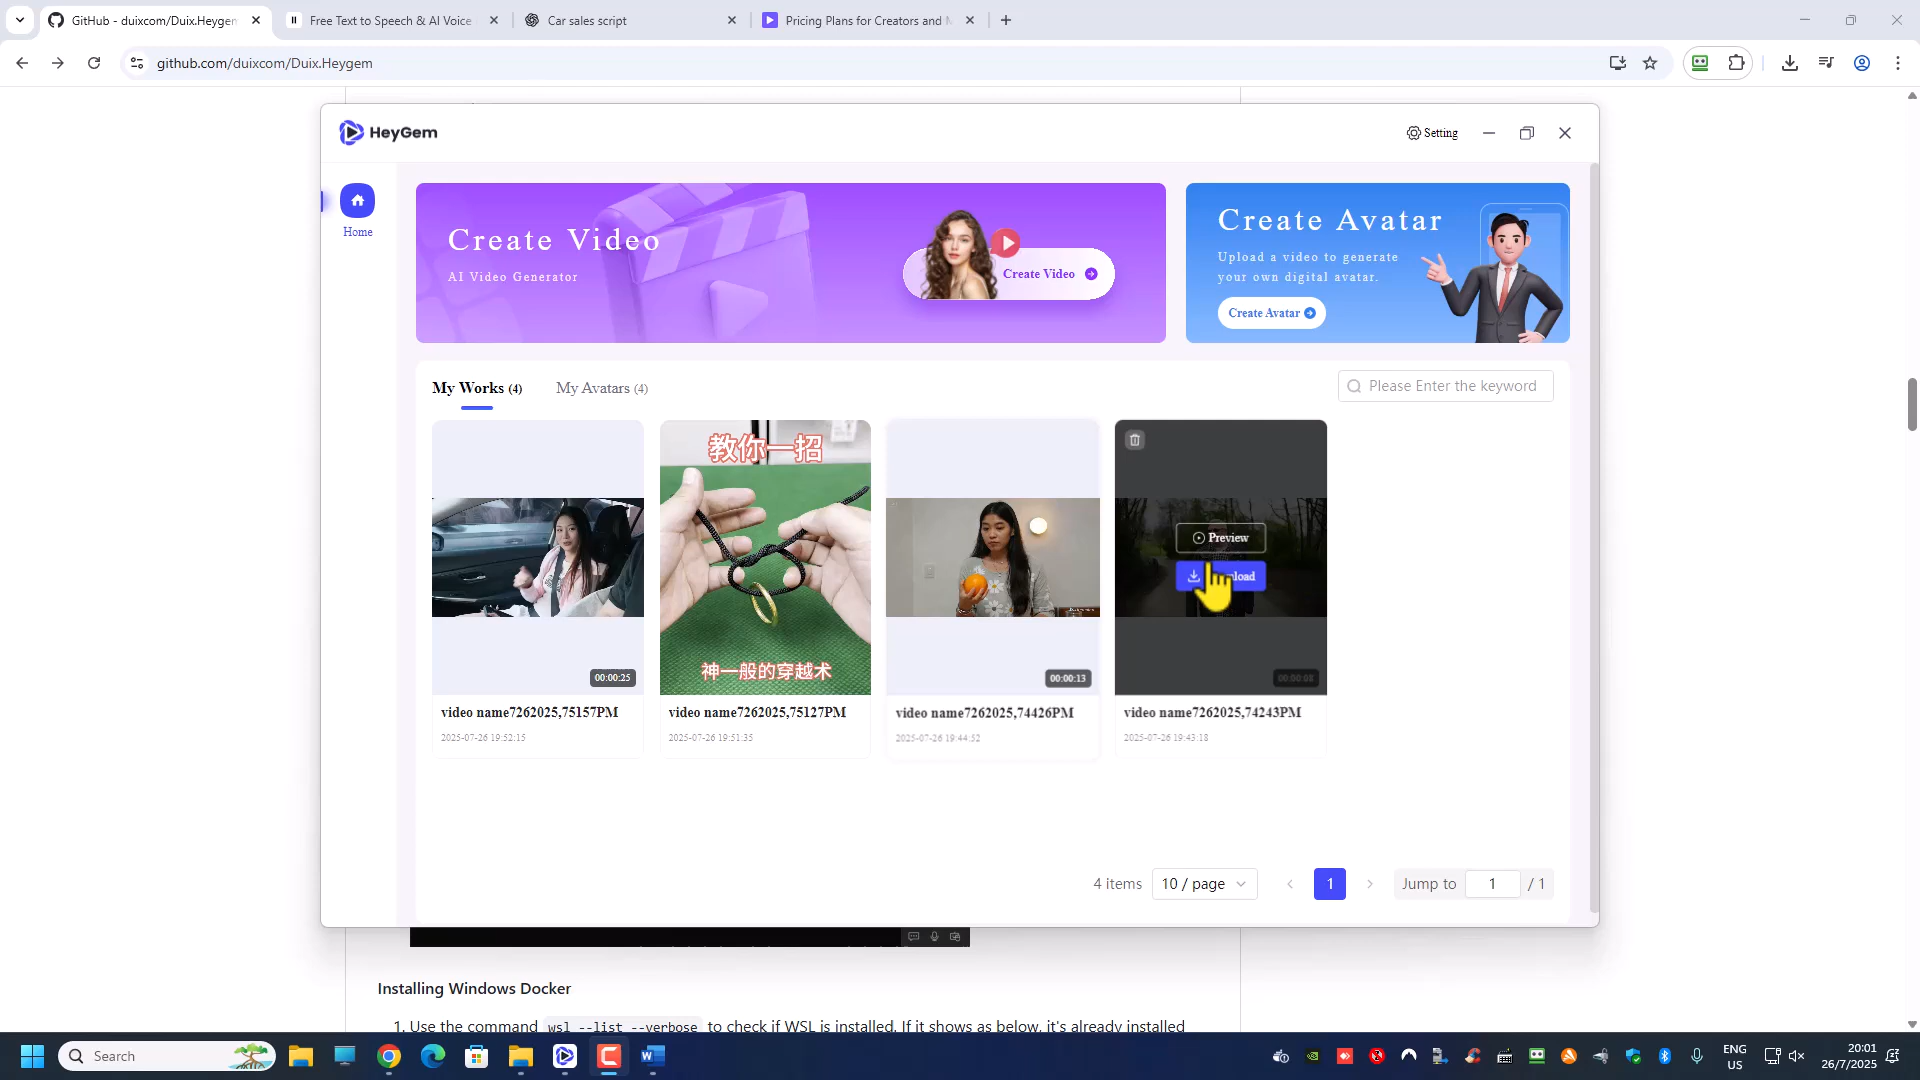 GitHub - duixcom/Duix.Heygem
Free Text to Speech & AI Voice
Car sales script
Pricing Plans for Creators and M
github.com/duixcom/Duix.Heygem
HeyGem
Setting
Home
Create Video
AI Video Generator
Create Video
Create Avatar
Upload a video to generate
your own digital avatar.
Create Avatar
My Works (4)
My Avatars (4)
Please Enter the keyword
教你一招
神一般的穿越术
Preview
00:00:25
00:00:13
00:00:08
video name7262025,75157PM
2025-07-26 19:52:15
video name7262025,75127PM
2025-07-26 19:51:35
video name7262025,74426PM
2025-07-26 19:44:52
video name7262025,74243PM
2025-07-26 19:43:18
4 items
10 / page
1
Jump to
1
/ 1
Installing Windows Docker
1. Use the command wsl --list --verbose to check if WSL is installed. If it shows as below, it's already installed
Search
ENG
US
20:01
26/7/2025